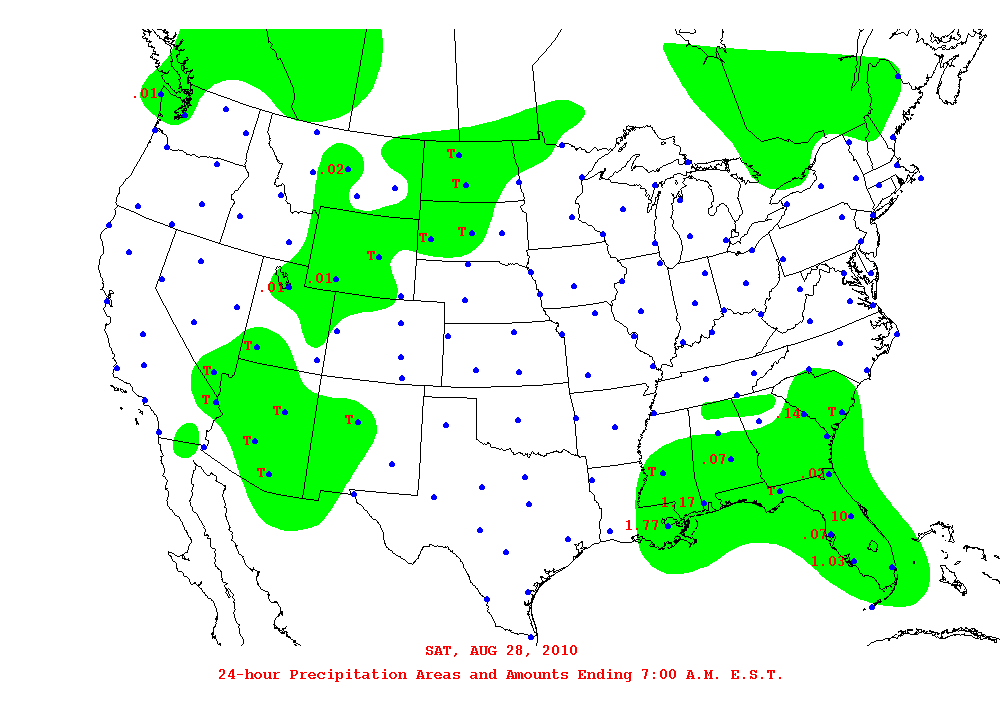 .01
T
.02
T
T T
T
.01
.01
T
T
T
T
T
.14 T
T
.07
T
.02
T
T
1.17
10
1.77
.07
1.03
SAT, AUG 28, 2010
24-hour Precipitation Areas and Amounts Ending 7:00 A.M. E.S.T.